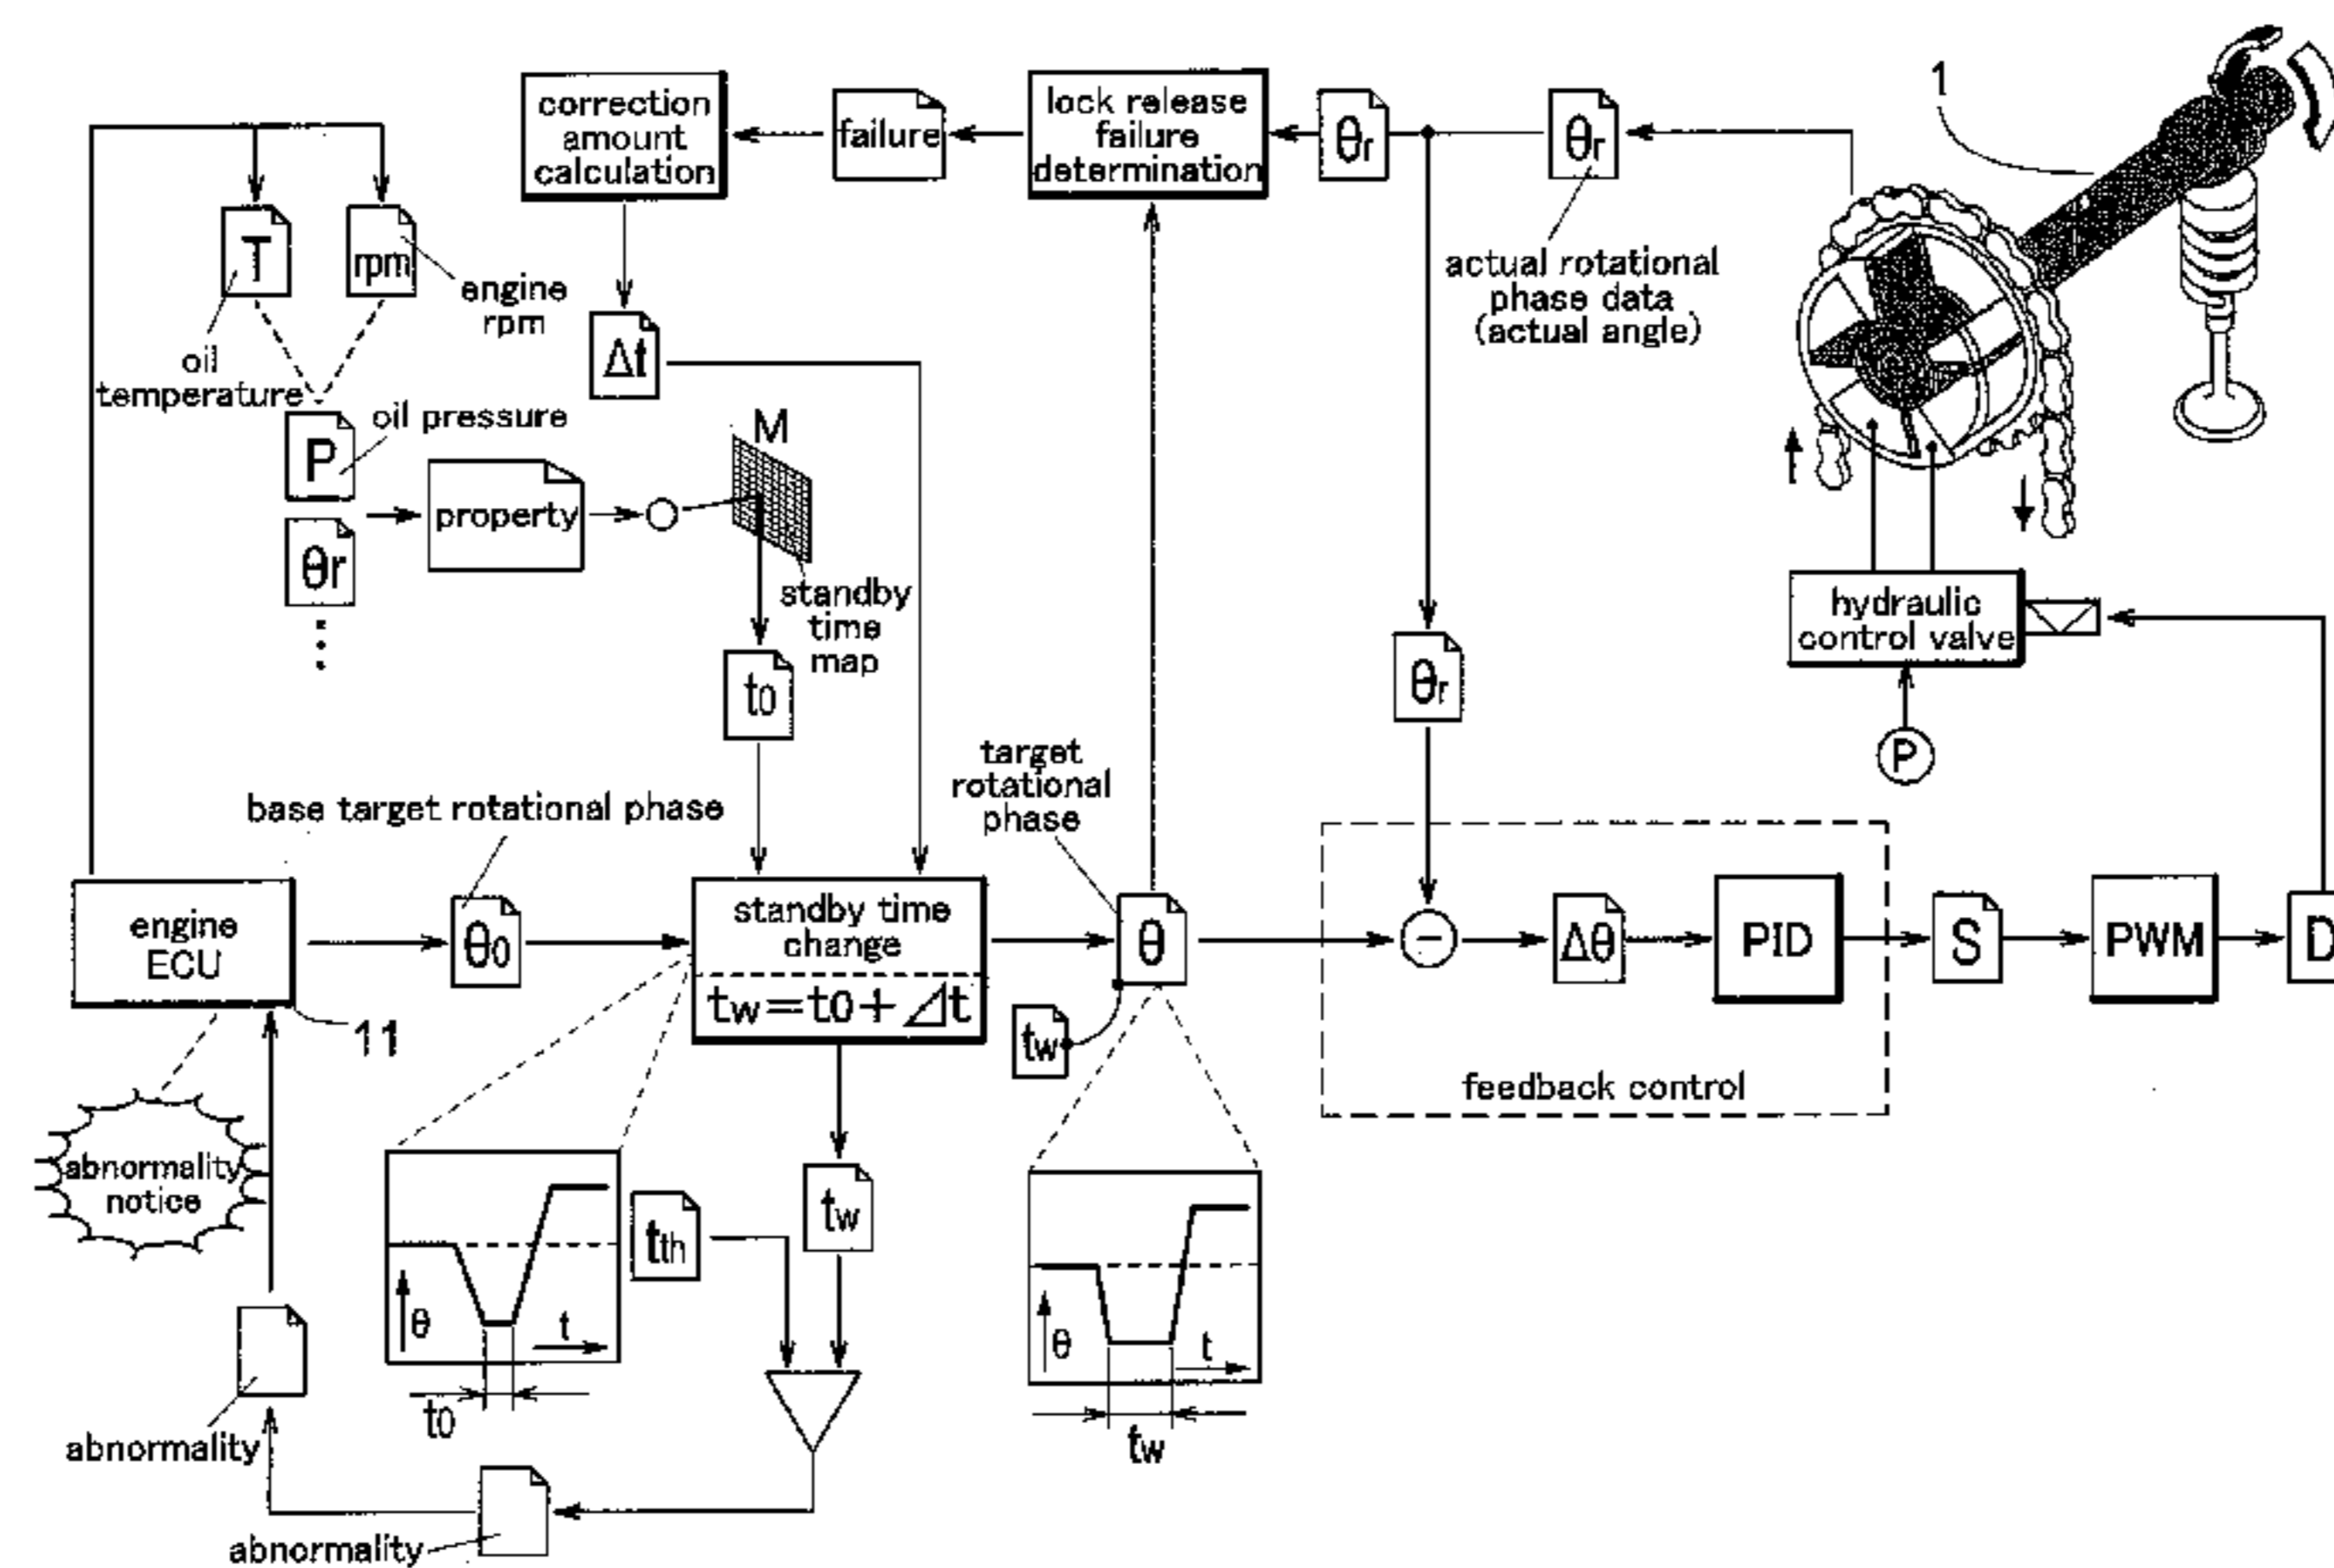 correction
amount
calculation
failure
lock release
failure
determination
θr
θr
1
T
rpm
engine
rpm
oil
temperature
Δt
actual rotational
phase data
(actual angle)
P
oil pressure
M
property
θr
standby
time
map
t0
θr
hydraulic
control valve
P
target
rotational
phase
base target rotational phase
engine
ECU
11
θ0
standby time
change
tw=t0+⊿t
θ
tw
−
Δθ
PID
S
PWM
D
feedback control
abnormality
notice
tth
tw
θ
t
t0
θ
t
tw
abnormality
abnormality